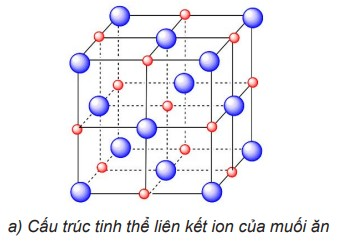 a) Cấu trúc tinh thể liên kết ion của muối ăn